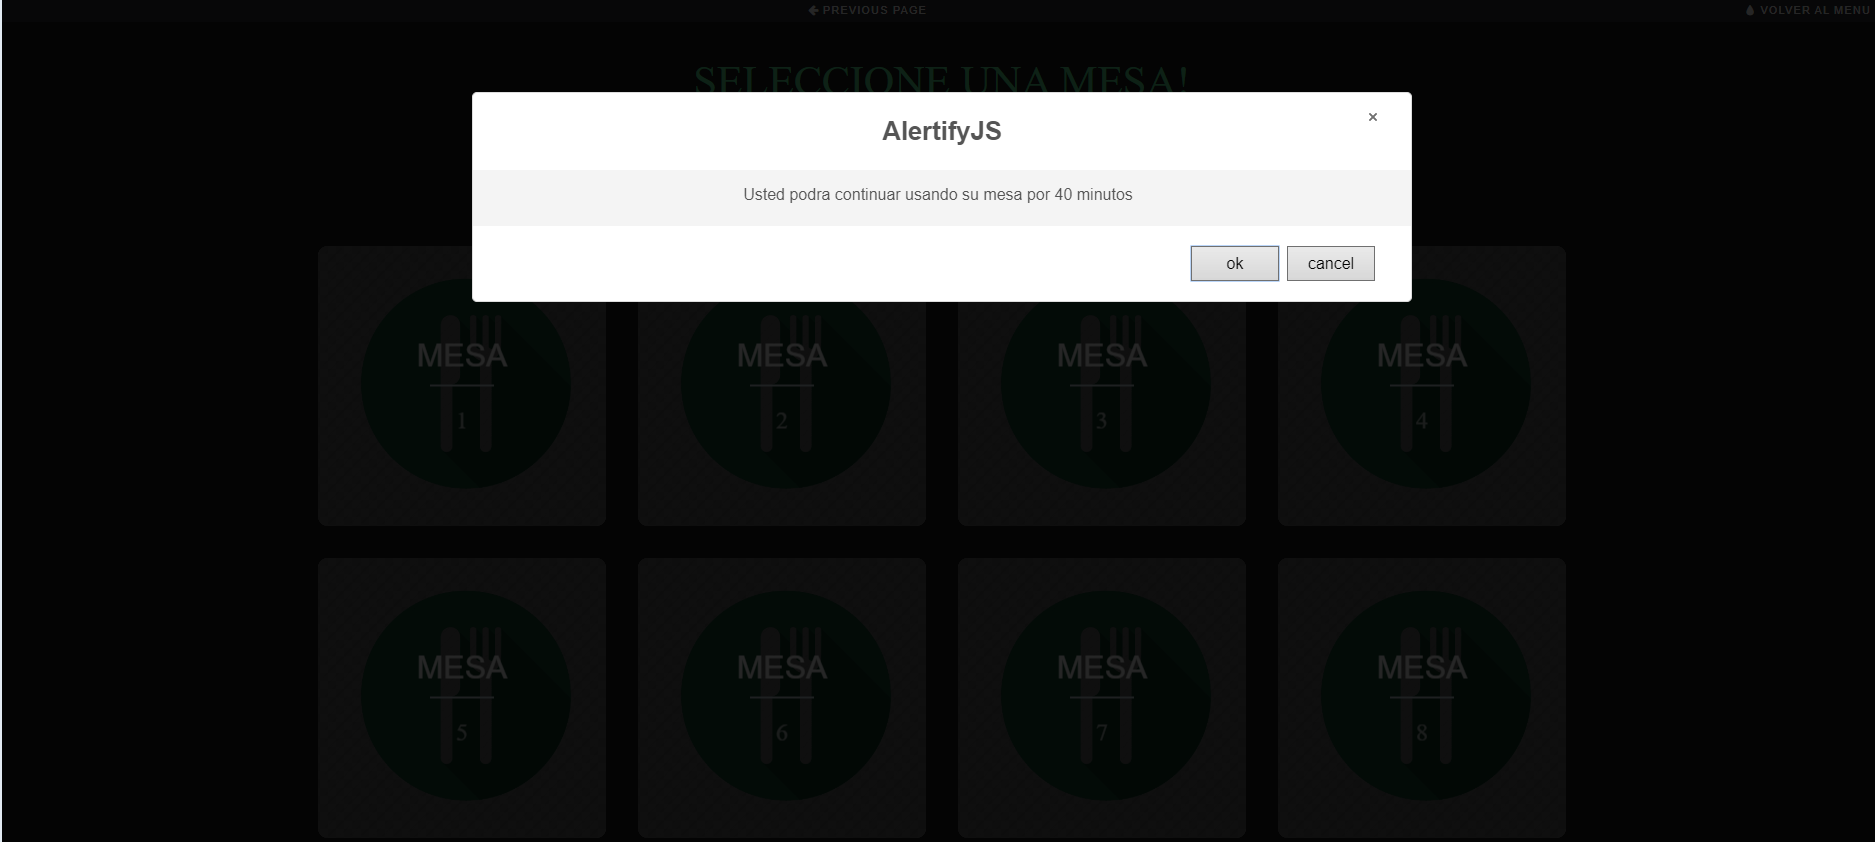 PREVIOUS PAGE
VOLVER AL MENU
SELECCIONE UNA MESA!
AlertifyJS
×
Usted podra continuar usando su mesa por 40 minutos
ok
cancel
MESA
1
MESA
2
MESA
3
MESA
4
MESA
5
MESA
6
MESA
7
MESA
8